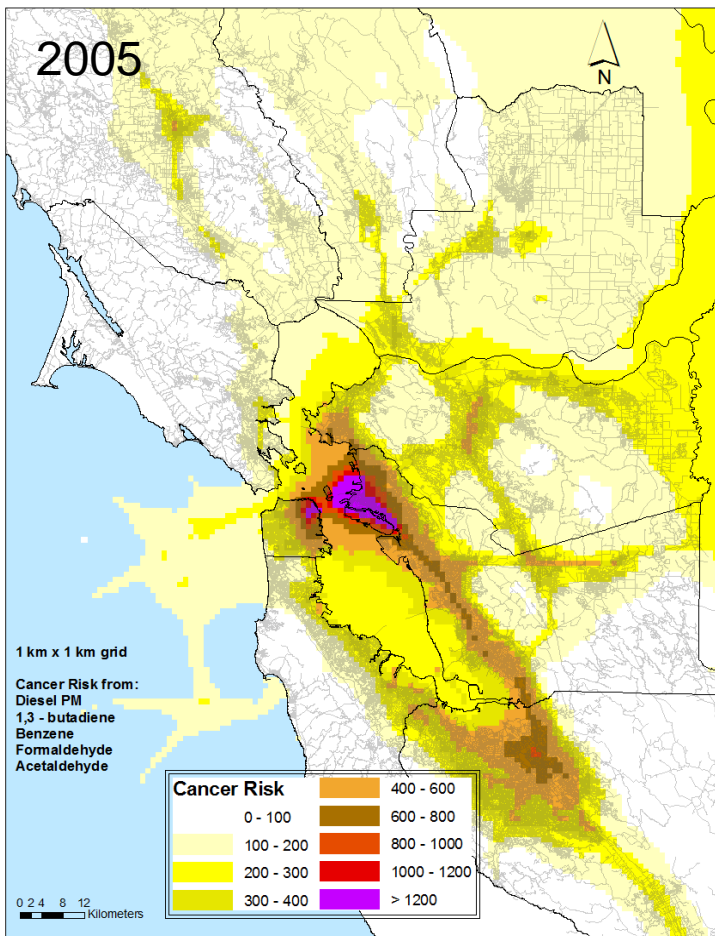 2005
N
1 km x 1 km grid
Cancer Risk from:
Diesel PM
1,3 - butadiene
Benzene
Formaldehyde
Acetaldehyde
Cancer Risk
0 - 100
100 - 200
200 - 300
300 - 400
400 - 600
600 - 800
800 - 1000
1000 - 1200
> 1200
0 2 4 8 12
Kilometers